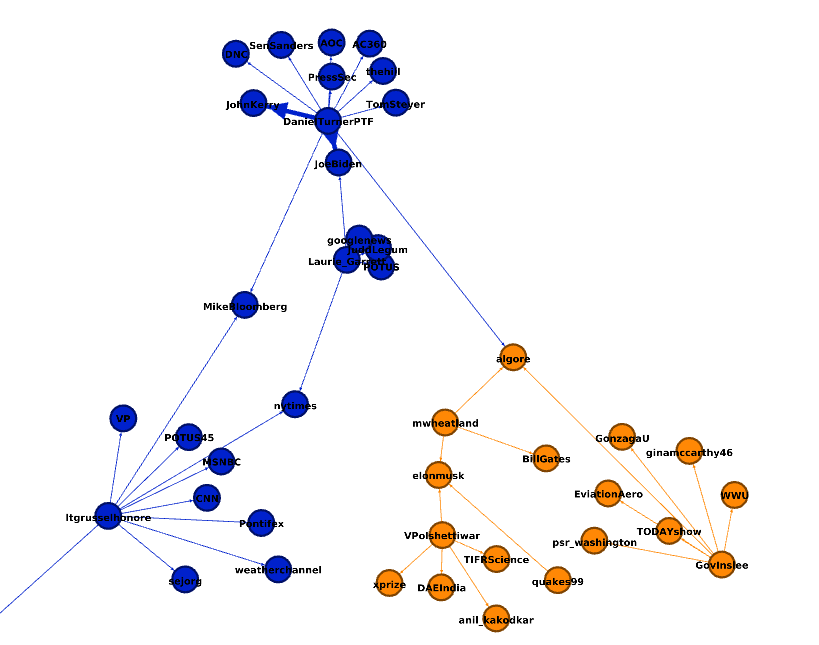 AOC
AC360
SenSanders
DNC
thehill
PressSec
JohnKerry
TomSteyer
DanielTurnerPTF
JoeBiden
googlenews
JuddLegum
Laurie_Garrett
POTUS
MikeBloomberg
algore
nytimes
VP
mwheatland
POTUS45
GonzagaU
ginamccarthy46
MSNBC
BillGates
elonmusk
CNN
EviationAero
WWU
ltgrusselhonore
Pontifex
TODAYshow
VPolshettiwar
psr_washington
TIFRScience
GovInslee
weatherchannel
sejorg
xprize
DAEIndia
quakes99
anil_kakodkar